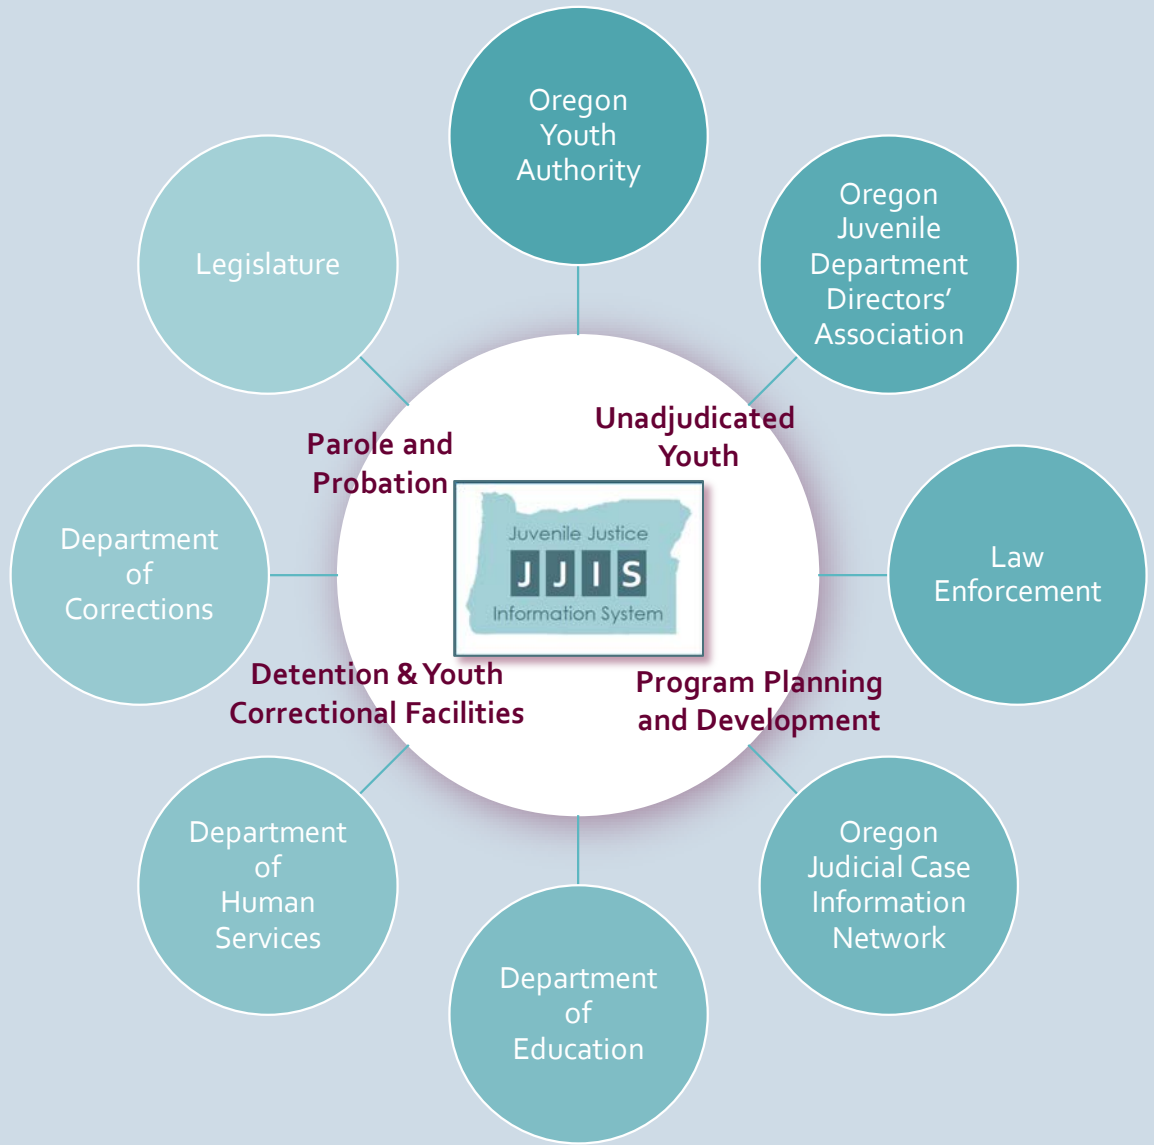 Oregon
Youth
Authority
Oregon
Juvenile
Department
Directors’
Association
Law
Enforcement
Oregon
Judicial Case
Information
Network
Department
of
Education
Department
of
Human
Services
Department
of
Corrections
Legislature
Parole and
Probation
Unadjudicated
Youth
Juvenile Justice
J J I S
Information System
Detention & Youth
Correctional Facilities
Program Planning
and Development